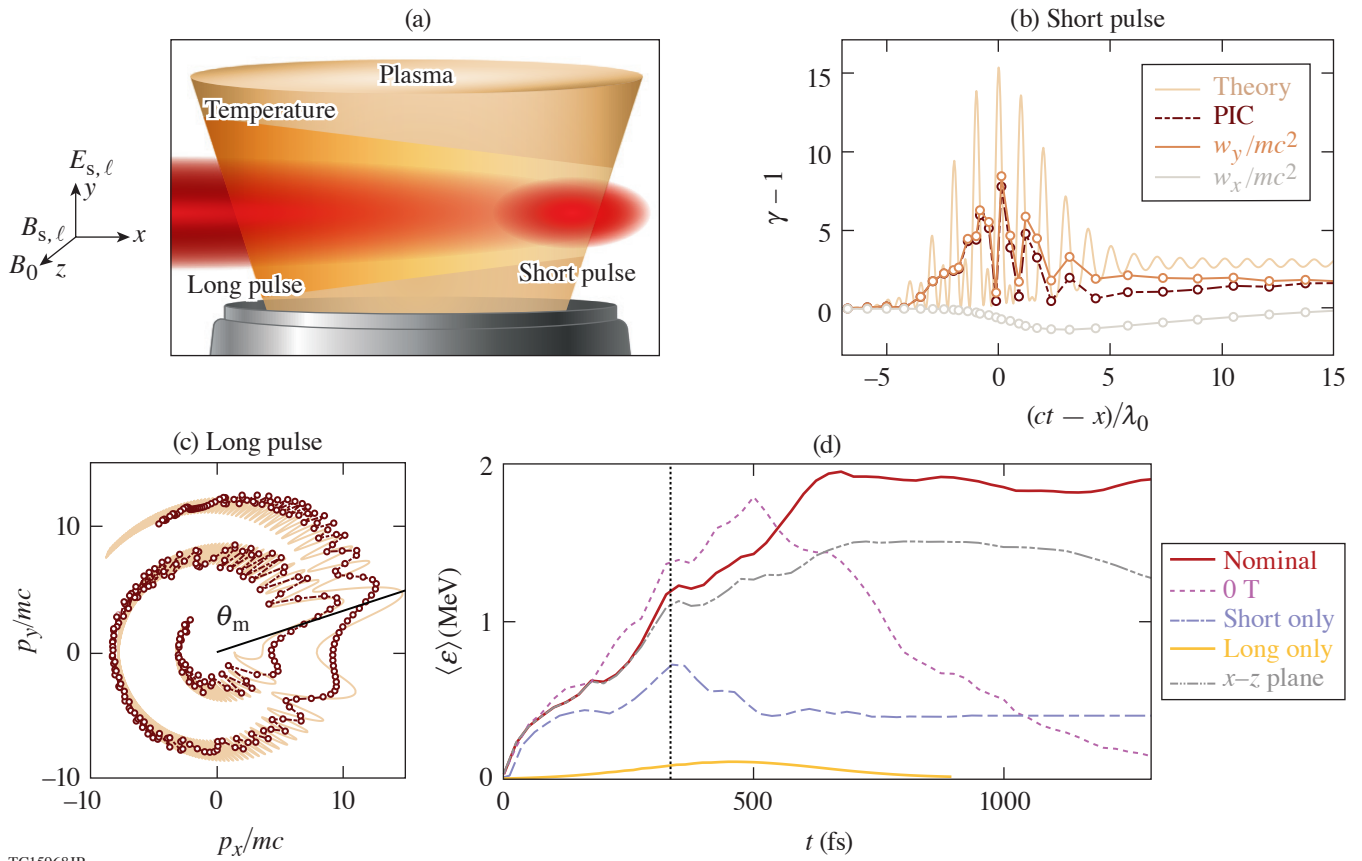 (a)
Plasma
Temperature
Long pulse
Short pulse
E_{s, ℓ}
y
B_{s, ℓ}
x
B_0
z
(b) Short pulse
Theory
PIC
w_y/mc^2
w_x/mc^2
γ – 1
15
10
5
0
–5
0
5
10
15
(ct – x)/λ_0
(c) Long pulse
10
0
–10
–10
0
10
θ_m
p_y/mc
p_x/mc
(d)
2
1
0
0
500
1000
⟨ε⟩(MeV)
t (fs)
Nominal
0 T
Short only
Long only
x–z plane